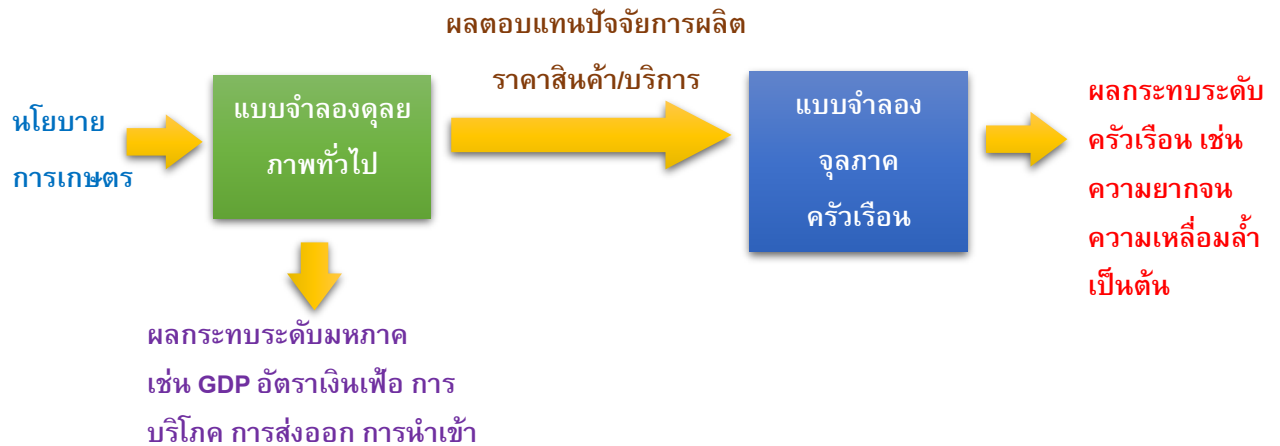 ผลตอบแทนปัจจัยการผลิต
ราคาสินค้า/บริการ
นโยบาย
การเกษตร
แบบจำลองดุลย
ภาพทั่วไป
แบบจำลอง
จุลภาค
ครัวเรือน
ผลกระทบระดับ
ครัวเรือน เช่น
ความยากจน
ความเหลื่อมล้ำ
เป็นต้น
ผลกระทบระดับมหภาค
เช่น GDP อัตราเงินเฟ้อ การ
บริโภค การส่งออก การนำเข้า